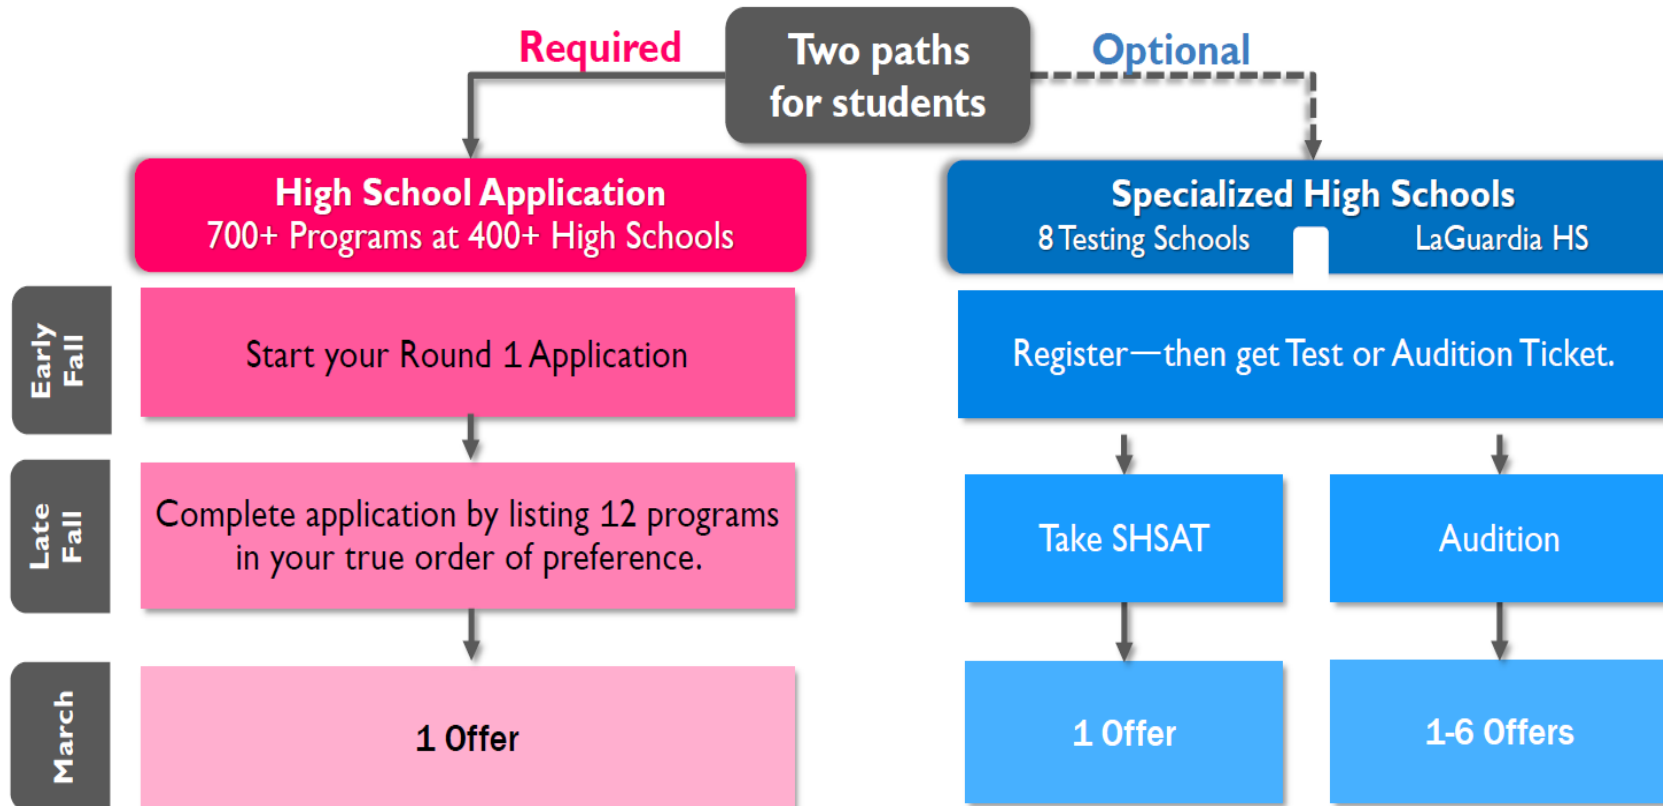 Required
Two paths
for students
Optional
High School Application
700+ Programs at 400+ High Schools
Specialized High Schools
8 Testing Schools
LaGuardia HS
Early
Fall
Start your Round 1 Application
Register—then get Test or Audition Ticket.
Late
Fall
Complete application by listing 12 programs
in your true order of preference.
Take SHSAT
Audition
March
1 Offer
1 Offer
1-6 Offers